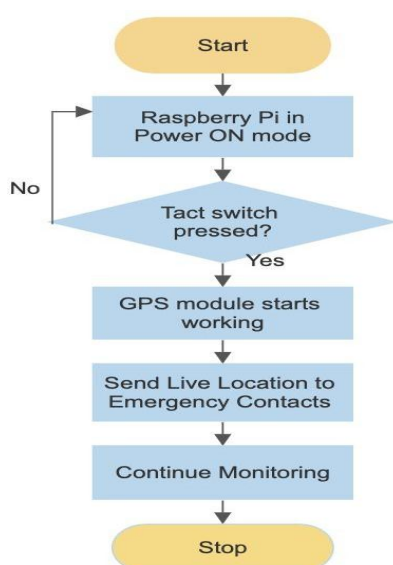 Start
Raspberry Pi in
Power ON mode
No
Tact switch
pressed?
Yes
GPS module starts
working
Send Live Location to
Emergency Contacts
Continue Monitoring
Stop